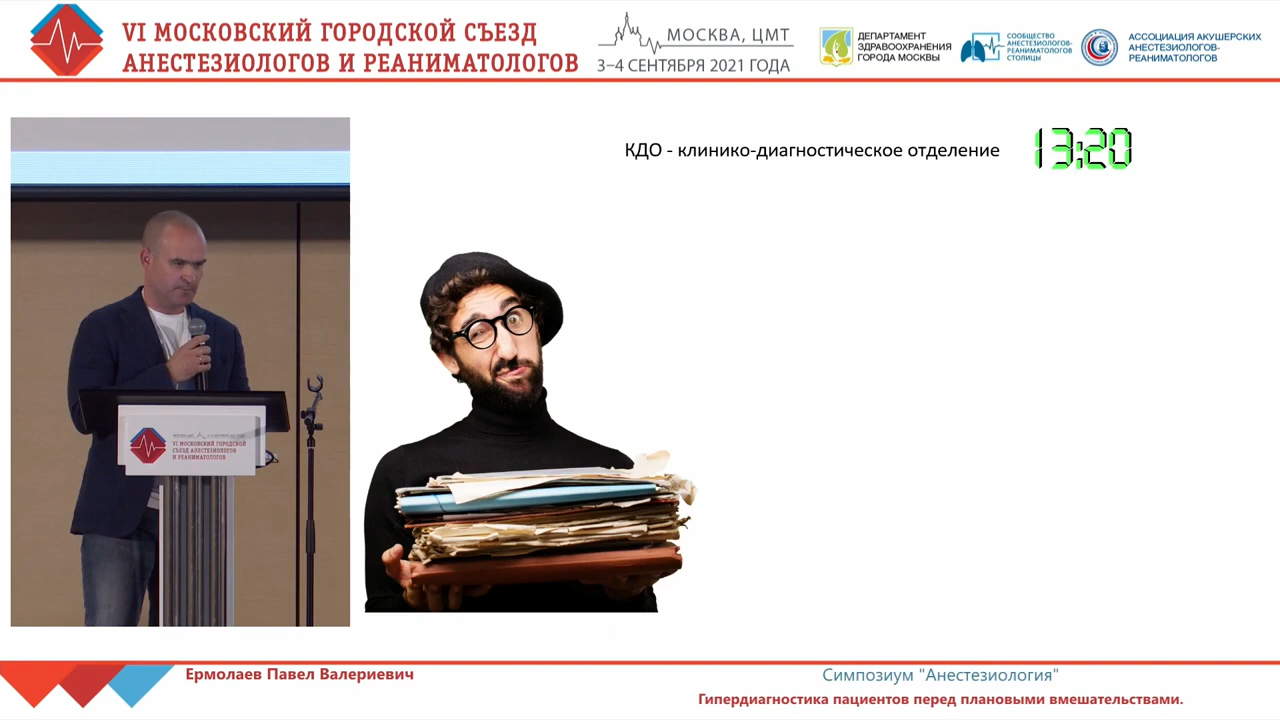 VI МОСКОВСКИЙ ГОРОДСКОЙ СЪЕЗД
АНЕСТЕЗИОЛОГОВ И РЕАНИМАТОЛОГОВ
МОСКВА, ЦМТ
3–4 СЕНТЯБРЯ 2021 ГОДА
ДЕПАРТАМЕНТ
ЗДРАВООХРАНЕНИЯ
ГОРОДА МОСКВЫ
СООБЩЕСТВО
АНЕСТЕЗИОЛОГОВ-
РЕАНИМАТОЛОГОВ
СТОЛИЦЫ
АССОЦИАЦИЯ АКУШЕРСКИХ
АНЕСТЕЗИОЛОГОВ-
РЕАНИМАТОЛОГОВ
КДО - клинико-диагностическое отделение
13:20
VI МОСКОВСКИЙ ГОРОДСКОЙ
СЪЕЗД АНЕСТЕЗИОЛОГОВ
И РЕАНИМАТОЛОГОВ
Ермолаев Павел Валериевич
Симпозиум "Анестезиология"
Гипердиагностика пациентов перед плановыми вмешательствами.